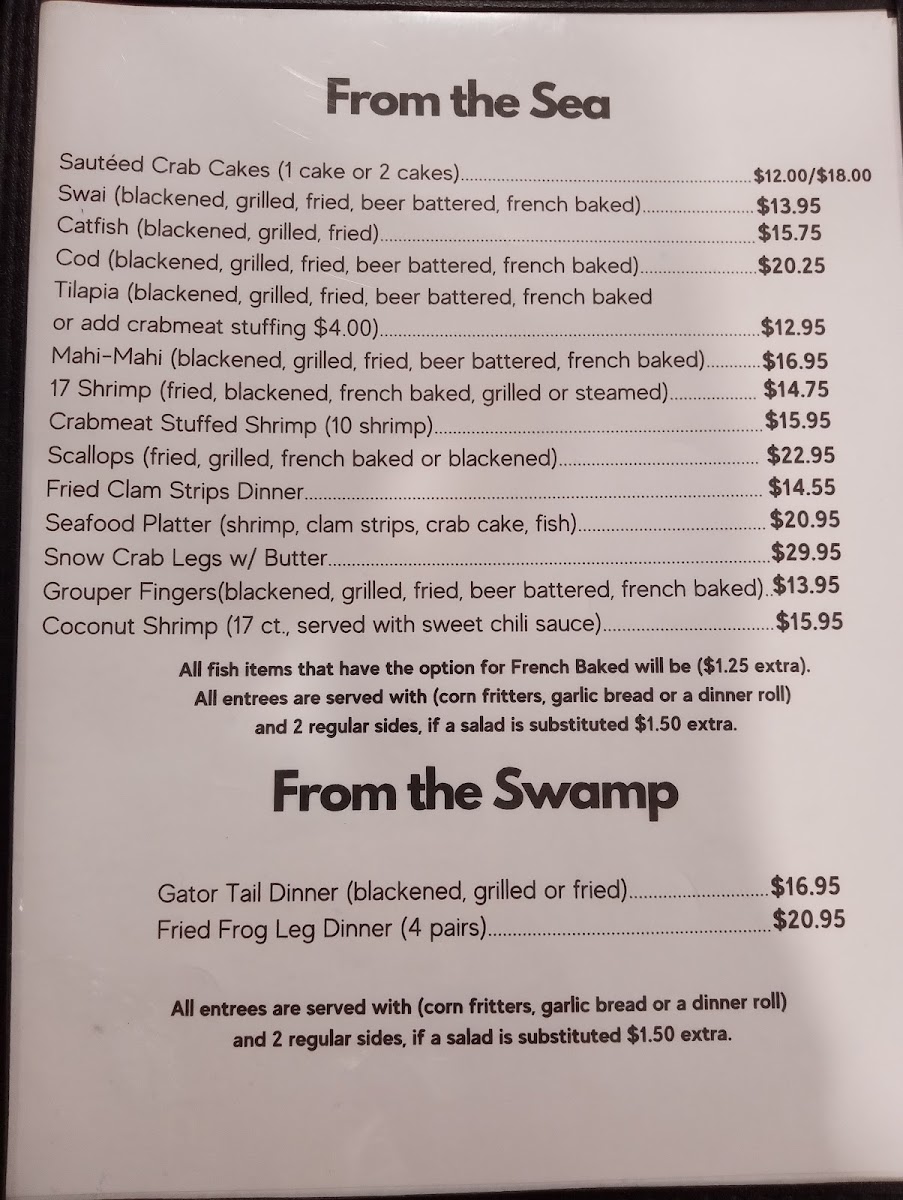 From the Sea
Sautéed Crab Cakes (1 cake or 2 cakes)....................$12.00/$18.00
Swai (blackened, grilled, fried, beer battered, french baked)....................$13.95
Catfish (blackened, grilled, fried)....................$15.75
Cod (blackened, grilled, fried, beer battered, french baked)....................$20.25
Tilapia (blackened, grilled, fried, beer battered, french baked
or add crabmeat stuffing $4.00)....................$12.95
Mahi-Mahi (blackened, grilled, fried, beer battered, french baked)...........$16.95
17 Shrimp (fried, blackened, french baked, grilled or steamed)................. $14.75
Crabmeat Stuffed Shrimp (10 shrimp)....................$15.95
Scallops (fried, grilled, french baked or blackened).................... $22.95
Fried Clam Strips Dinner.................... $14.55
Seafood Platter (shrimp, clam strips, crab cake, fish).................... $20.95
Snow Crab Legs w/ Butter....................$29.95
Grouper Fingers(blackened, grilled, fried, beer battered, french baked)..$13.95
Coconut Shrimp (17 ct., served with sweet chili sauce)....................$15.95
All fish items that have the option for French Baked will be ($1.25 extra).
All entrees are served with (corn fritters, garlic bread or a dinner roll)
and 2 regular sides, if a salad is substituted $1.50 extra.
From the Swamp
Gator Tail Dinner (blackened, grilled or fried)....................$16.95
Fried Frog Leg Dinner (4 pairs)....................$20.95
All entrees are served with (corn fritters, garlic bread or a dinner roll)
and 2 regular sides, if a salad is substituted $1.50 extra.